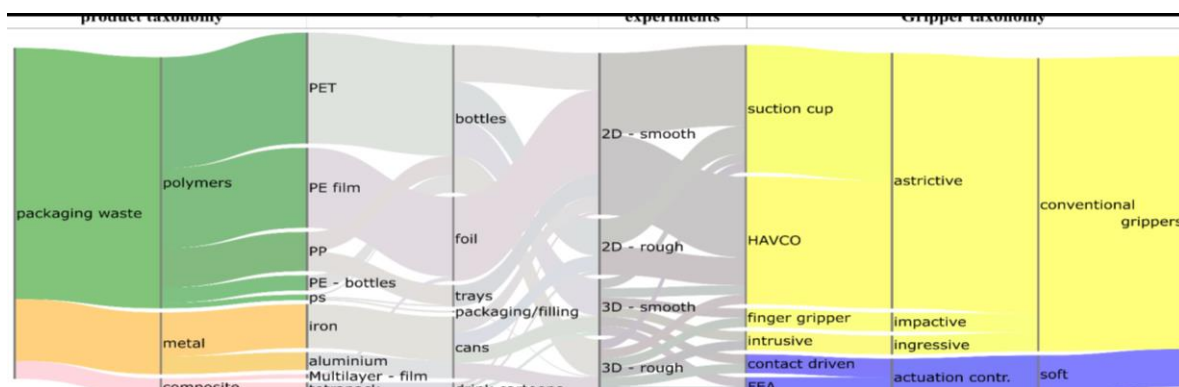 product taxonomy
experiments
Gripper taxonomy
packaging waste
polymers
metal
composite
PET
PE film
PP
PE - bottles
ps
iron
aluminium
Multilayer - film
bottles
foil
trays
packaging/filling
cans
2D - smooth
2D - rough
3D - smooth
3D - rough
suction cup
HAVCO
finger gripper
intrusive
contact driven
astrictive
impactive
ingressive
actuation contr.
conventional
grippers
soft